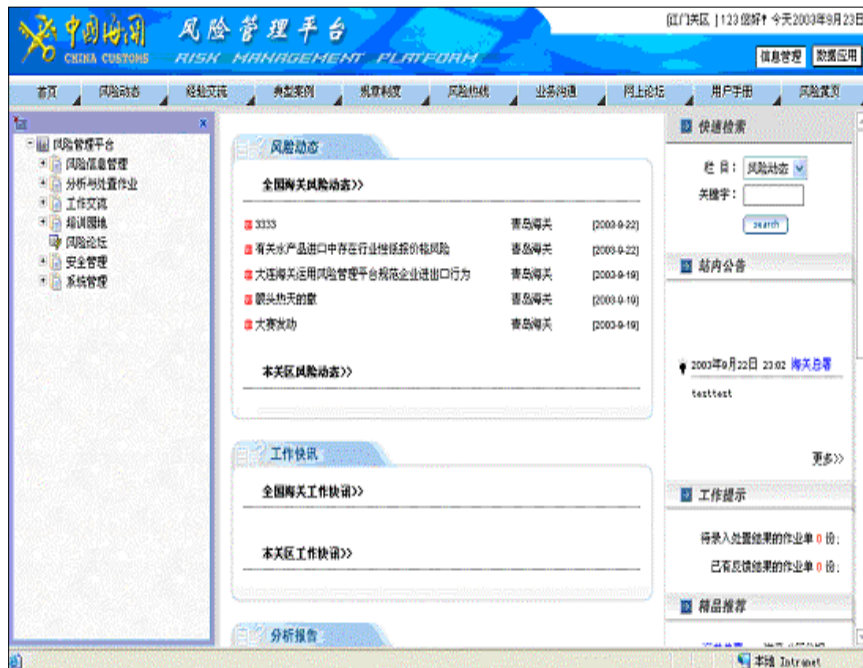 中国海关
CHINA CUSTOMS
风险管理平台
RISK MANAGEMENT PLATFORM
[江门关区 ] 123 您好! 今天2003年9月23日
信息管理 数据应用
首页 风险动态 经验交流 典型案例 规章制度 风险热线 业务沟通 网上论坛 用户手册 风险黄页
风险管理平台
风险信息管理
分析与处置作业
工作交流
培训园地
风险论坛
安全管理
系统管理
风险动态
全国海关风险动态>>
3333 青岛海关 [2003-9-22]
有关水产品进口中存在行业性低报价格风险 青岛海关 [2003-9-22]
大连海关运用风险管理平台规范企业进出口行为 青岛海关 [2003-9-19]
头热天的 青岛海关 [2003-9-19]
大赛发动 青岛海关 [2003-9-19]
本关区风险动态>>
工作快讯
全国海关工作快讯>>
本关区工作快讯>>
分析报告
快速检索
栏 目： 风险动态
关键字：
search
站内公告
2003年9月22日 23:02 海关总署
testtest
更多>>
工作提示
待录入处置结果的作业单 0 份;
已有反馈结果的作业单 0 份;
精品推荐
本地 Intranet